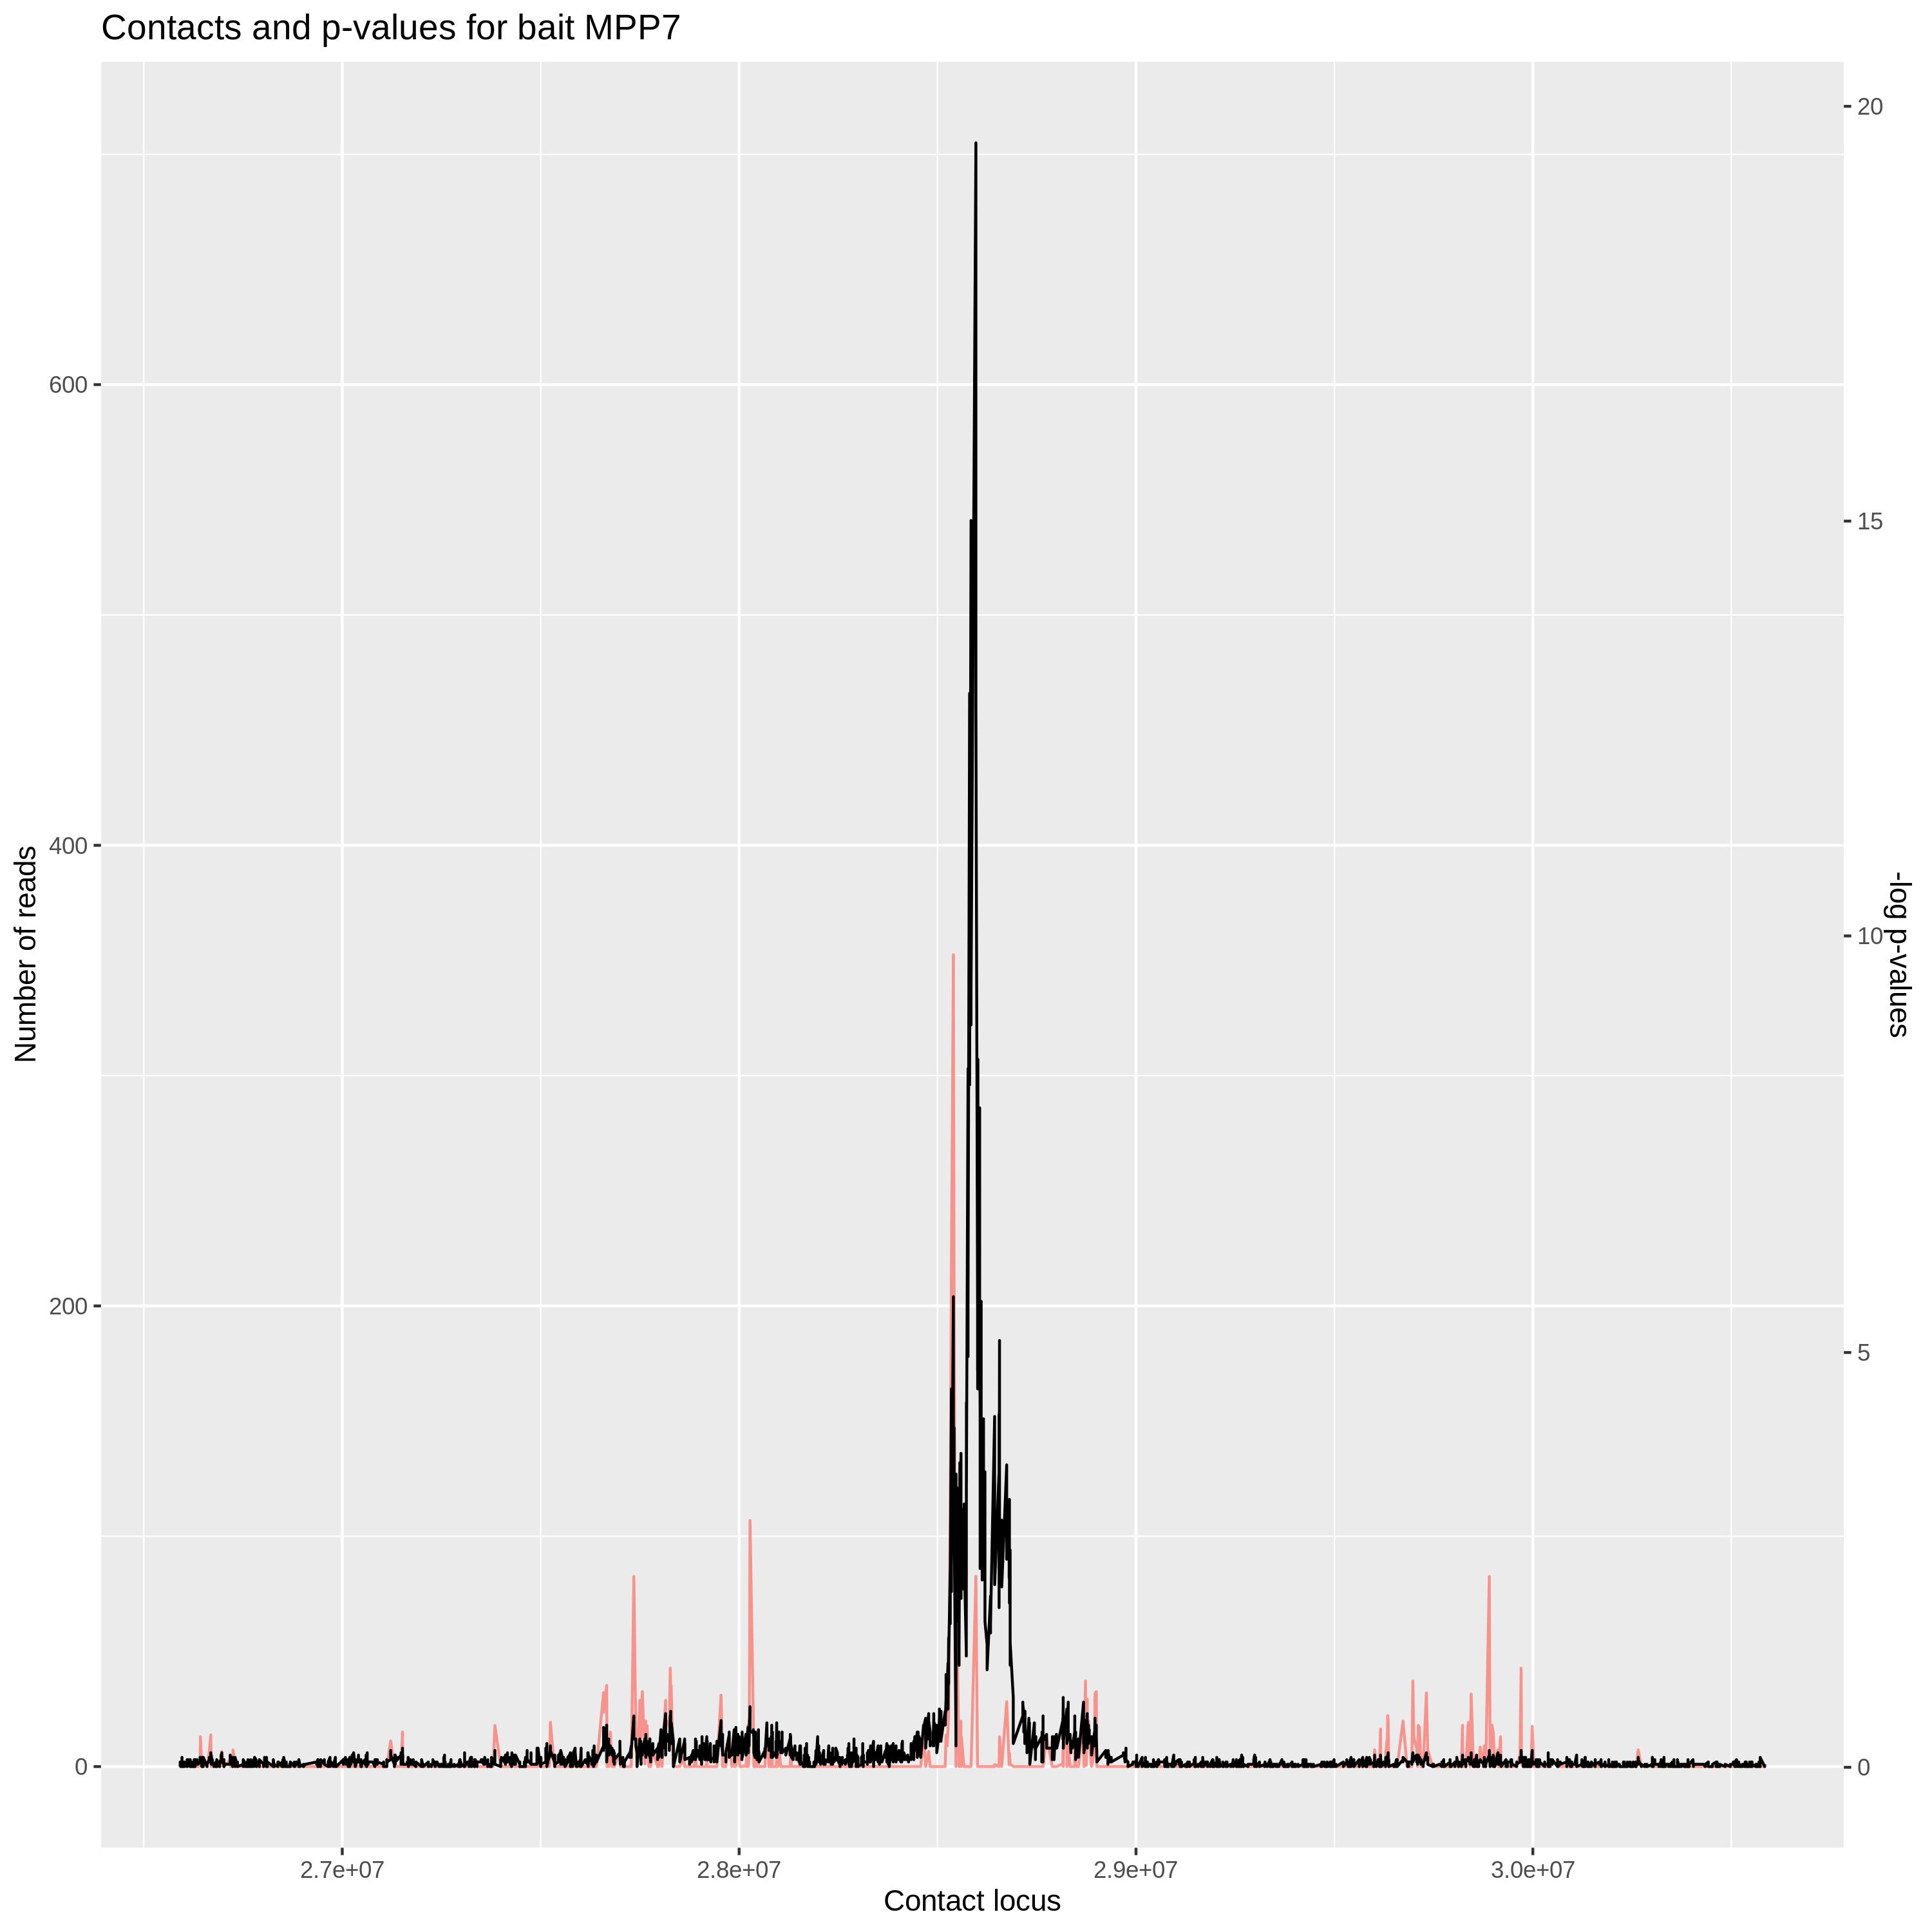 Contacts and p-values for bait MPP7
Number of reads
600
400
200
0
20
15
10
5
0
-log p-values
2.7e+07 2.8e+07 2.9e+07 3.0e+07
Contact locus